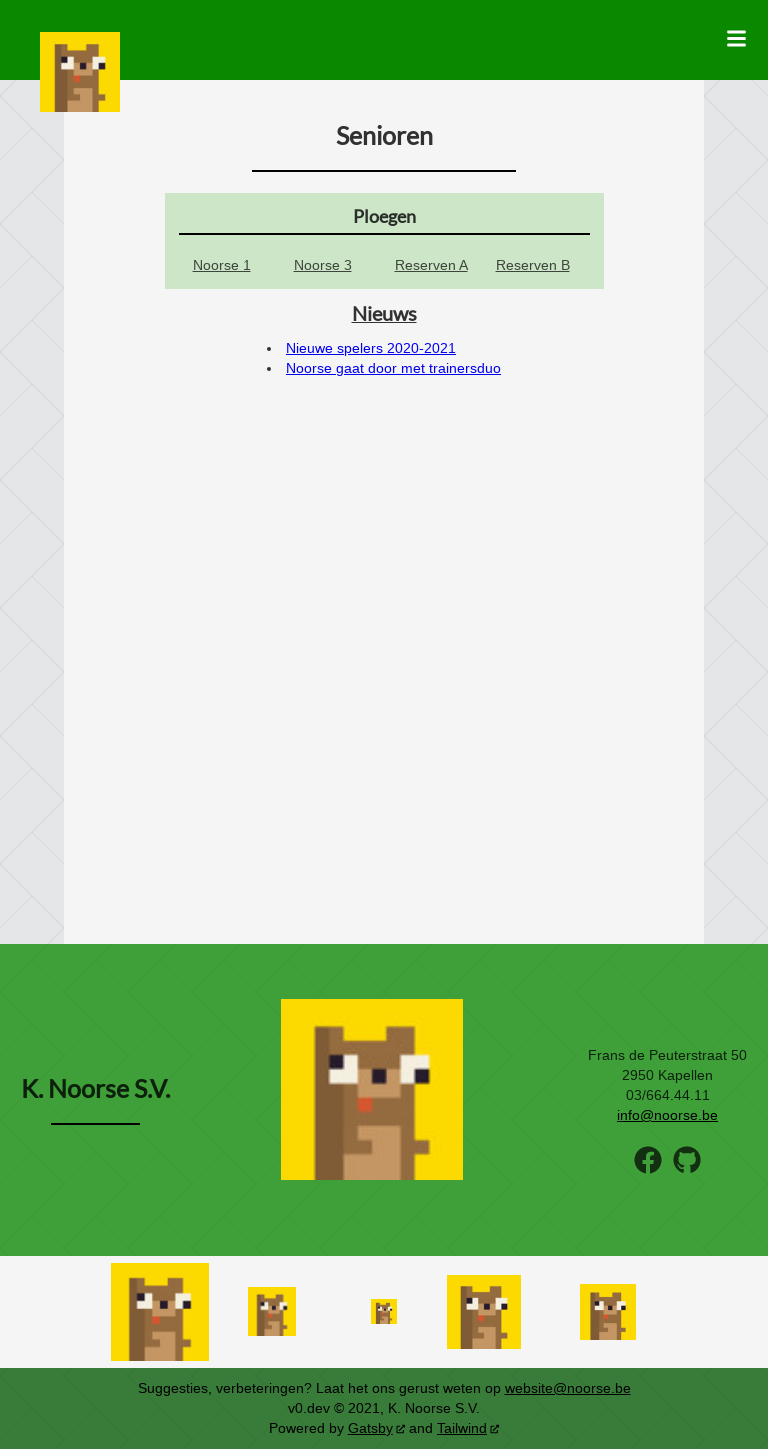 Senioren
Ploegen
Noorse 1 Noorse 3 Reserven A Reserven B
Nieuws
Nieuwe spelers 2020-2021
Noorse gaat door met trainersduo
K. Noorse S.V.
Frans de Peuterstraat 50
2950 Kapellen
03/664.44.11
info@noorse.be
Suggesties, verbeteringen? Laat het ons gerust weten op website@noorse.be
v0.dev © 2021, K. Noorse S.V.
Powered by Gatsby and Tailwind